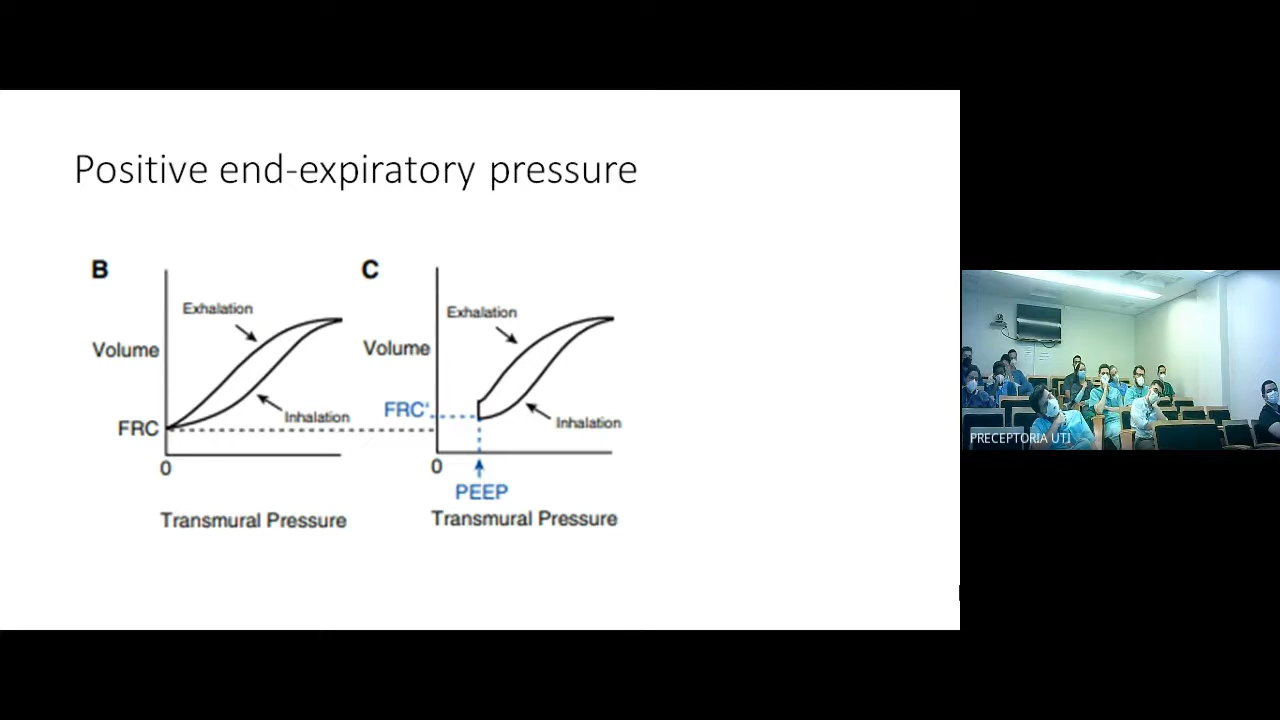 Positive end-expiratory pressure
B
Exhalation
Volume
Inhalation
FRC
0
Transmural Pressure
C
Exhalation
Volume
FRC'
Inhalation
0
PEEP
Transmural Pressure
PRECEPTORIA UTI